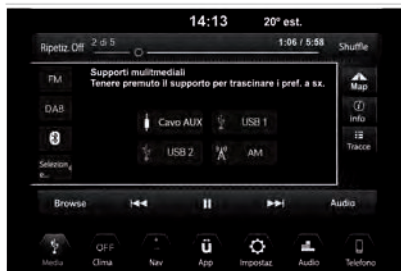 14:13 20° est.
Ripetiz. Off 2 di 5 1:06 / 5:58 Shuffle
FM
DAB
Selezion.
e...
Supporti mulitmediali
Tenere premuto il supporto per trascinare i pref. a sx.
Cavo AUX USB 1
USB 2 AM
Map
Info
Tracce
Browse Audio
Media OFF Clima Nav ü App Impostaz. Audio Telefono